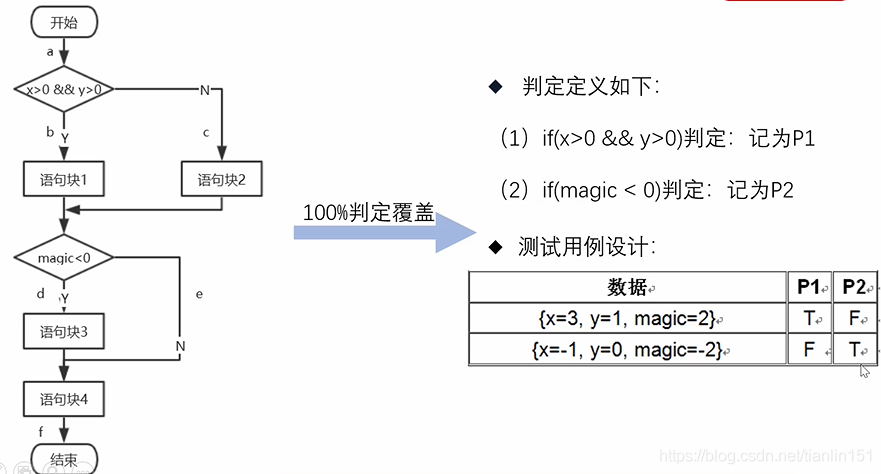 开始
a
x>0 && y>0
N
b
Y
c
语句块1
语句块2
magic<0
d
Y
e
语句块3
N
语句块4
f
结束
100%判定覆盖
◆ 判定定义如下：
（1）if(x>0 && y>0)判定：记为P1
（2）if(magic < 0)判定：记为P2
◆ 测试用例设计：
数据 P1 P2
{x=3, y=1, magic=2} T F
{x=-1, y=0, magic=-2} F T
https://blog.csdn.net/tianlin151